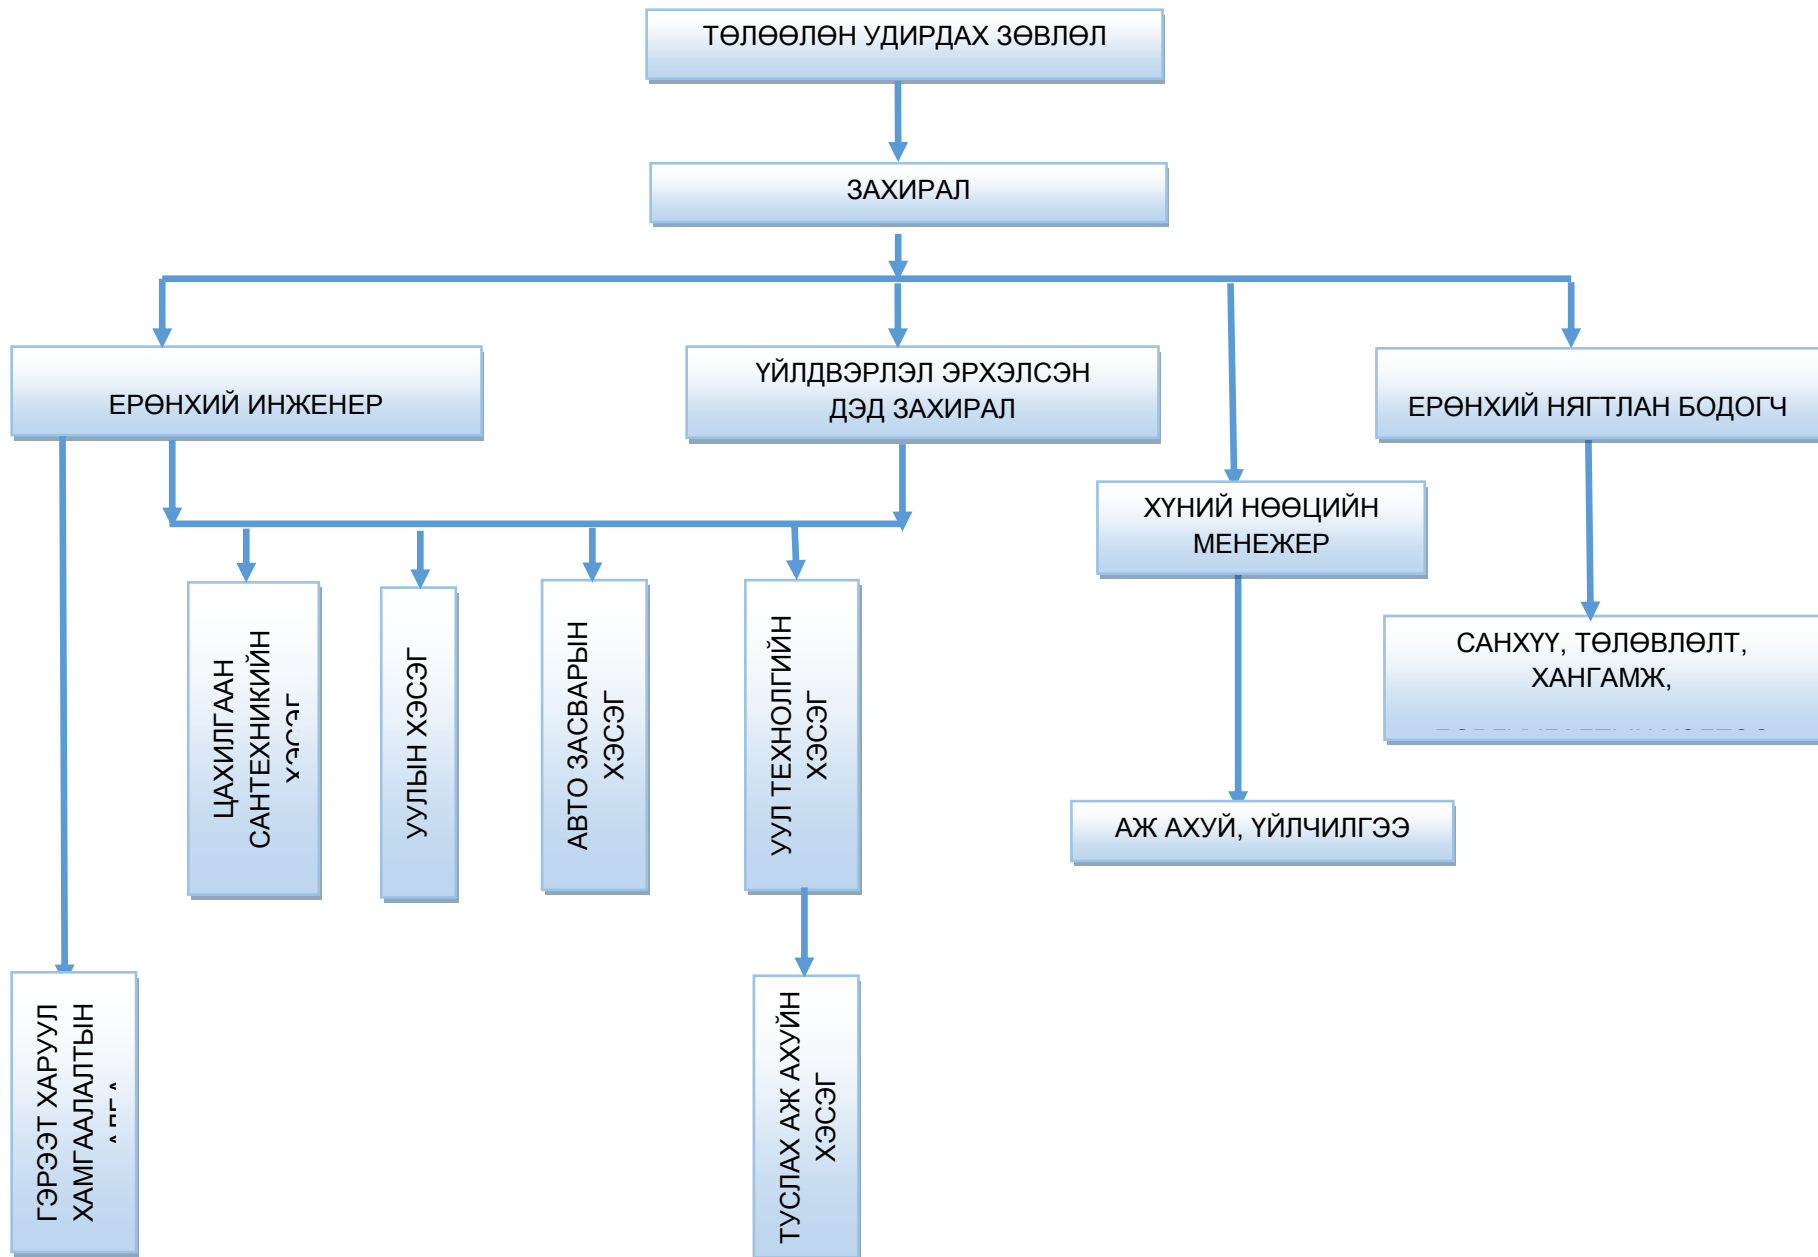 ТӨЛӨӨЛӨН УДИРДАХ ЗӨВЛӨЛ
ЗАХИРАЛ
ЕРӨНХИЙ ИНЖЕНЕР
ҮЙЛДВЭРЛЭЛ ЭРХЭЛСЭН
ДЭД ЗАХИРАЛ
ЕРӨНХИЙ НЯГТЛАН БОДОГЧ
ХҮНИЙ НӨӨЦИЙН
МЕНЕЖЕР
ЦАХИЛГААН
САНТЕХНИКИЙН
ХЭСЭГ
УУЛЫН ХЭСЭГ
АВТО ЗАСВАРЫН
ХЭСЭГ
УУЛ ТЕХНОЛГИЙН
ХЭСЭГ
САНХҮҮ, ТӨЛӨВЛӨЛТ,
ХАНГАМЖ,
АЖ АХУЙ, ҮЙЛЧИЛГЭЭ
ГЭРЭЭТ ХАРУУЛ
ХАМГААЛАЛТЫН
ТУСЛАХ АЖ АХУЙН
ХЭСЭГ